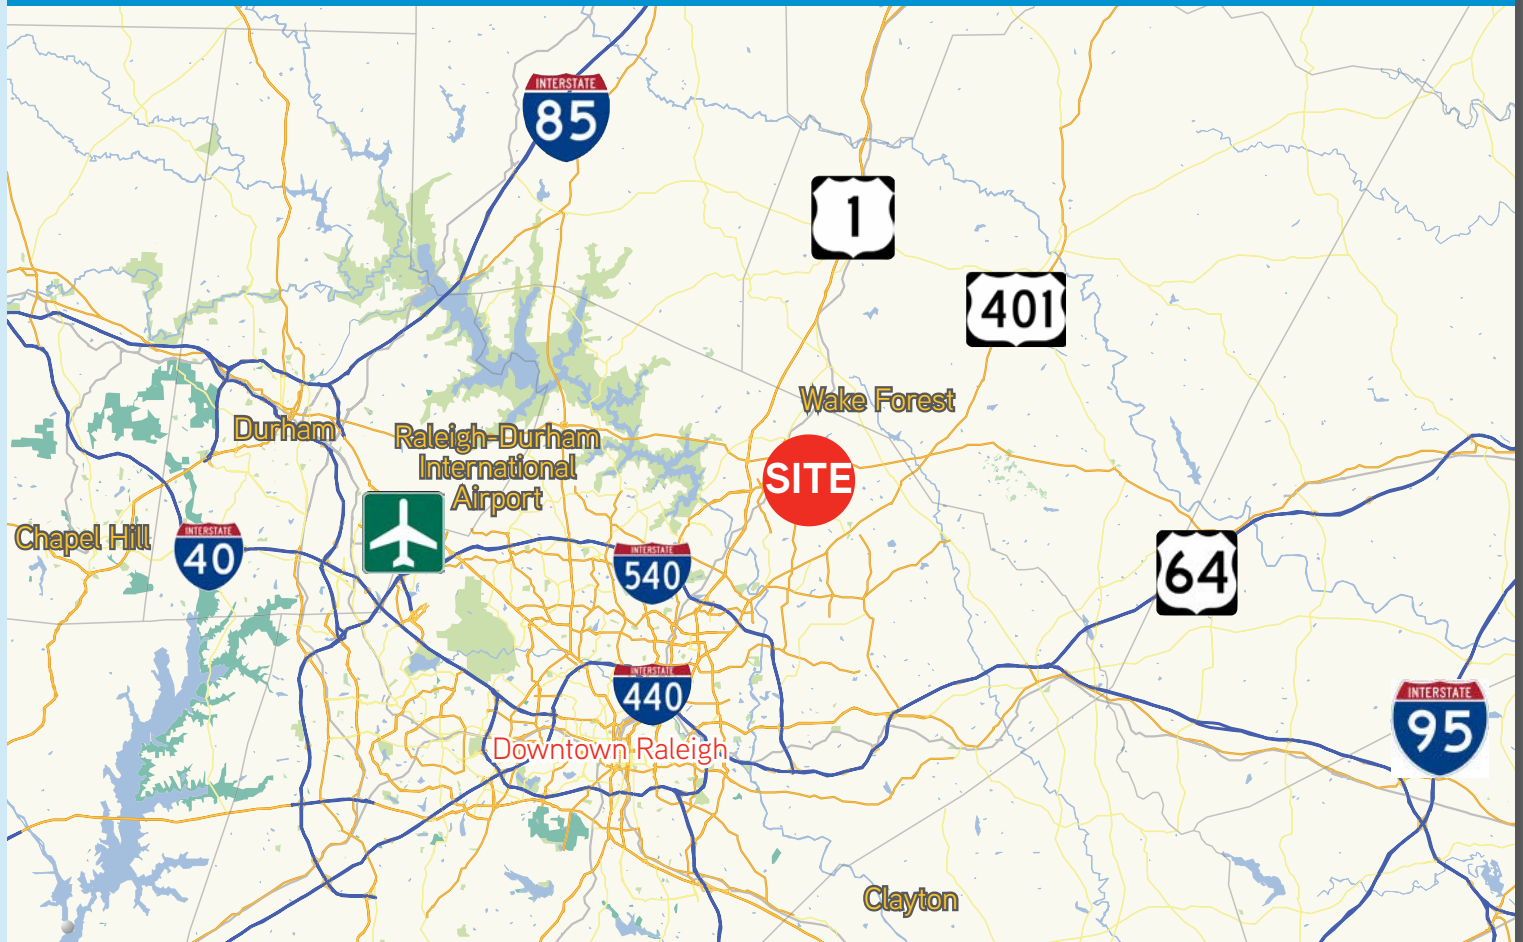 INTERSTATE
85
1
401
Wake Forest
Durham
Raleigh-Durham
International
Airport
SITE
Chapel Hill
INTERSTATE
40
INTERSTATE
540
64
INTERSTATE
440
INTERSTATE
95
Downtown Raleigh
Clayton